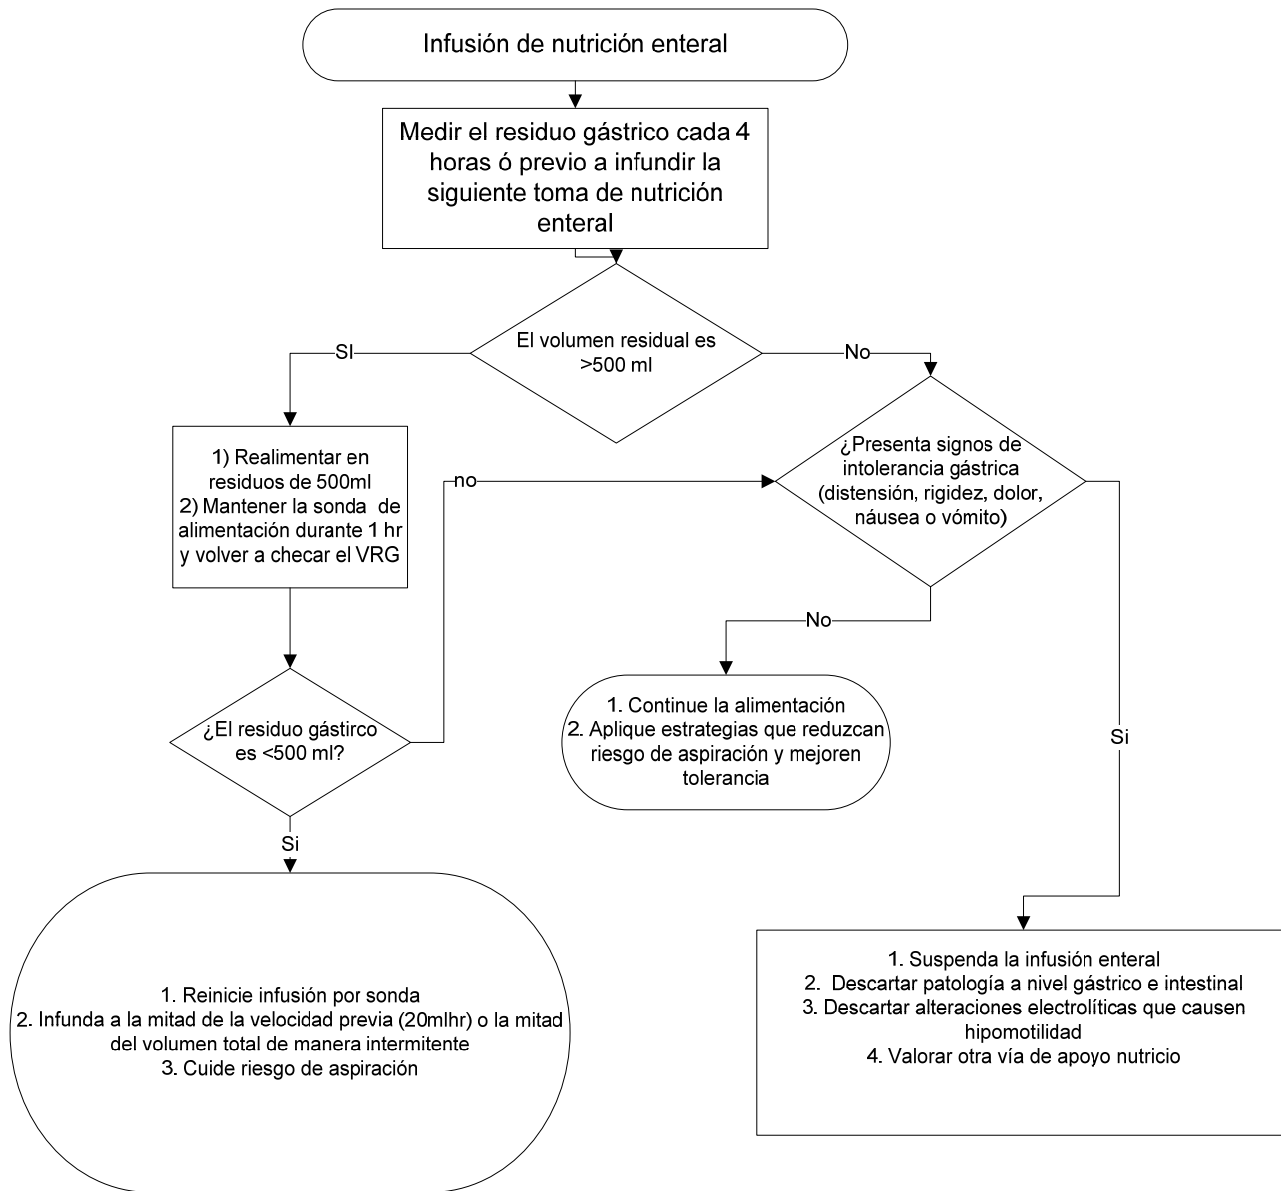 Infusión de nutrición enteral
Medir el residuo gástrico cada 4
horas ó previo a infundir la
siguiente toma de nutrición
enteral
El volumen residual es
>500 ml
SI
No
1) Realimentar en
residuos de 500ml
2) Mantener la sonda de
alimentación durante 1 hr
y volver a checar el VRG
no
¿Presenta signos de
intolerancia gástrica
(distensión, rigidez, dolor,
náusea o vómito)
No
Si
¿El residuo gástirco
es <500 ml?
1. Continue la alimentación
2. Aplique estrategias que reduzcan
riesgo de aspiración y mejoren
tolerancia
Si
1. Reinicie infusión por sonda
2. Infunda a la mitad de la velocidad previa (20mlhr) o la mitad
del volumen total de manera intermitente
3. Cuide riesgo de aspiración
1. Suspenda la infusión enteral
2. Descartar patología a nivel gástrico e intestinal
3. Descartar alteraciones electrolíticas que causen
hipomotilidad
4. Valorar otra vía de apoyo nutricio